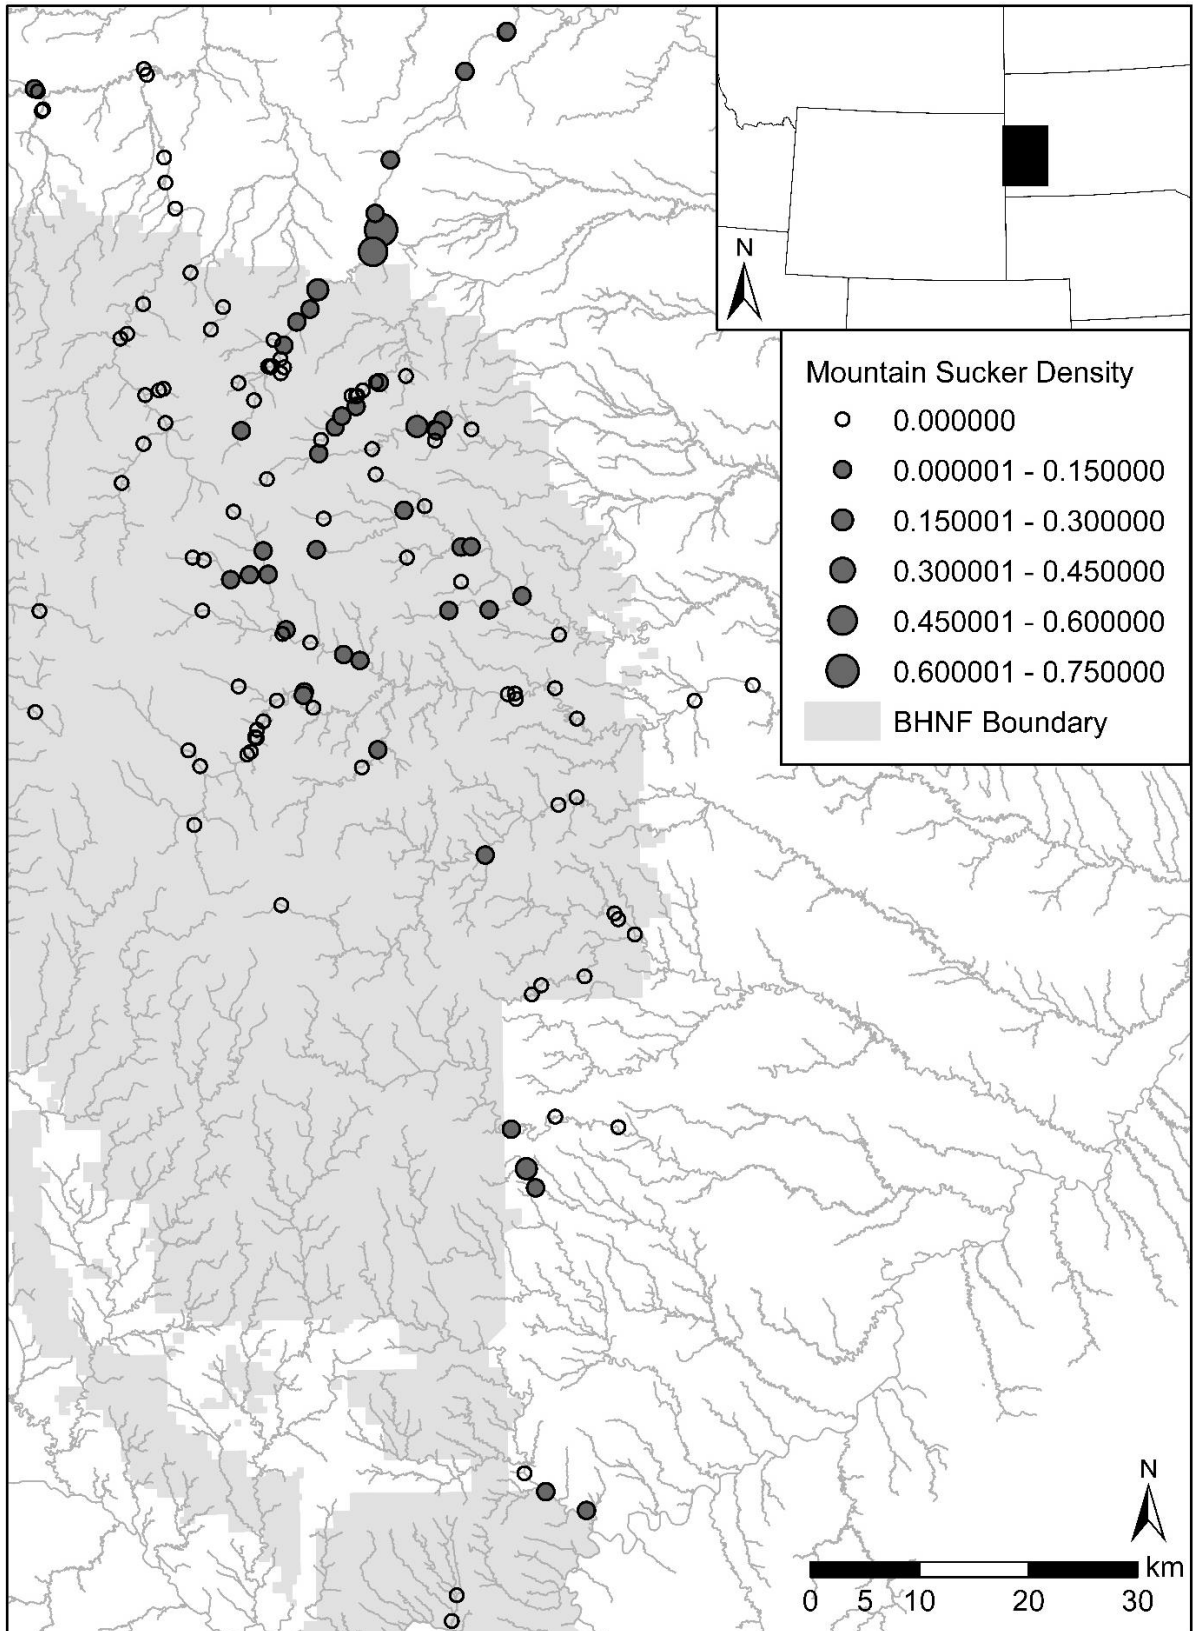 N
Mountain Sucker Density
0.000000
0.000001 - 0.150000
0.150001 - 0.300000
0.300001 - 0.450000
0.450001 - 0.600000
0.600001 - 0.750000
BHNF Boundary
N
km
0 5 10 20 30